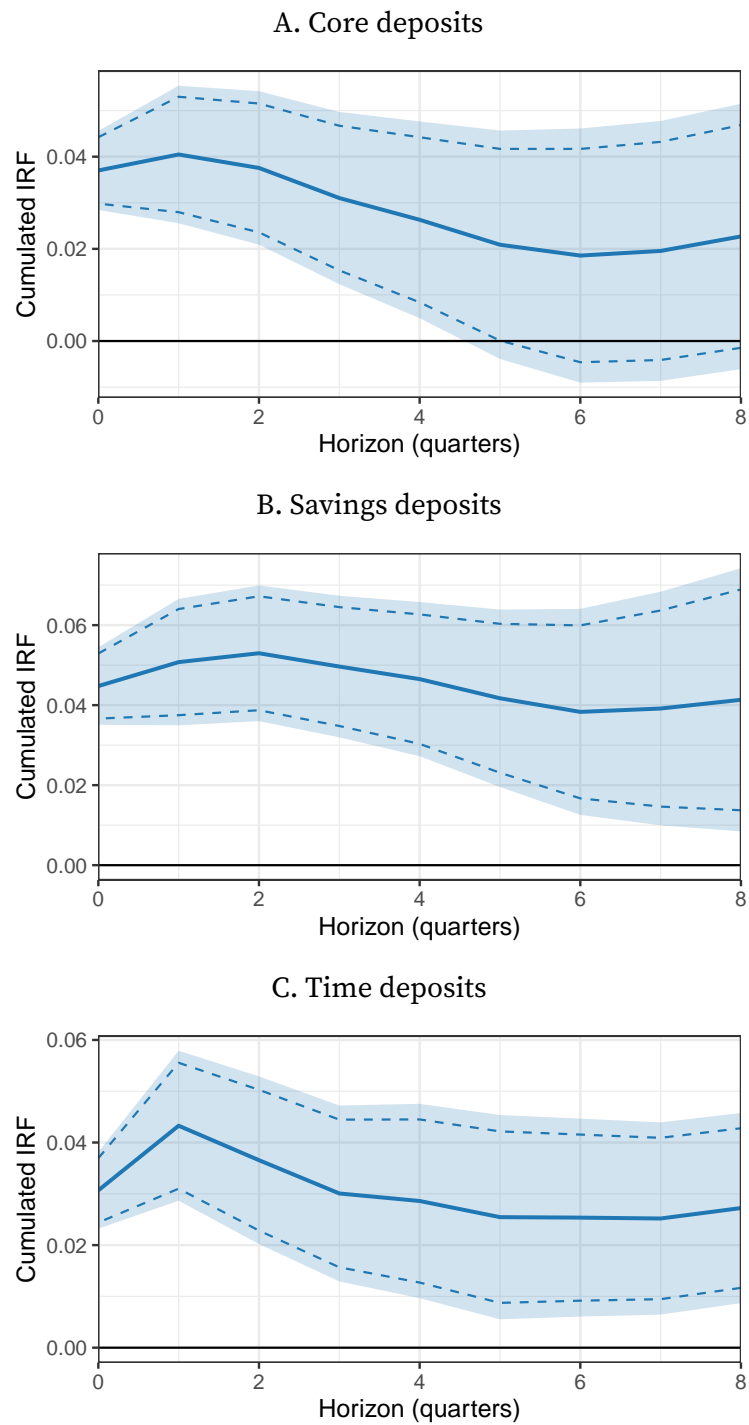 A. Core deposits
Cumulated IRF
0.04
0.02
0.00
0 2 4 6 8
Horizon (quarters)
B. Savings deposits
Cumulated IRF
0.06
0.04
0.02
0.00
0 2 4 6 8
Horizon (quarters)
C. Time deposits
Cumulated IRF
0.06
0.04
0.02
0.00
0 2 4 6 8
Horizon (quarters)